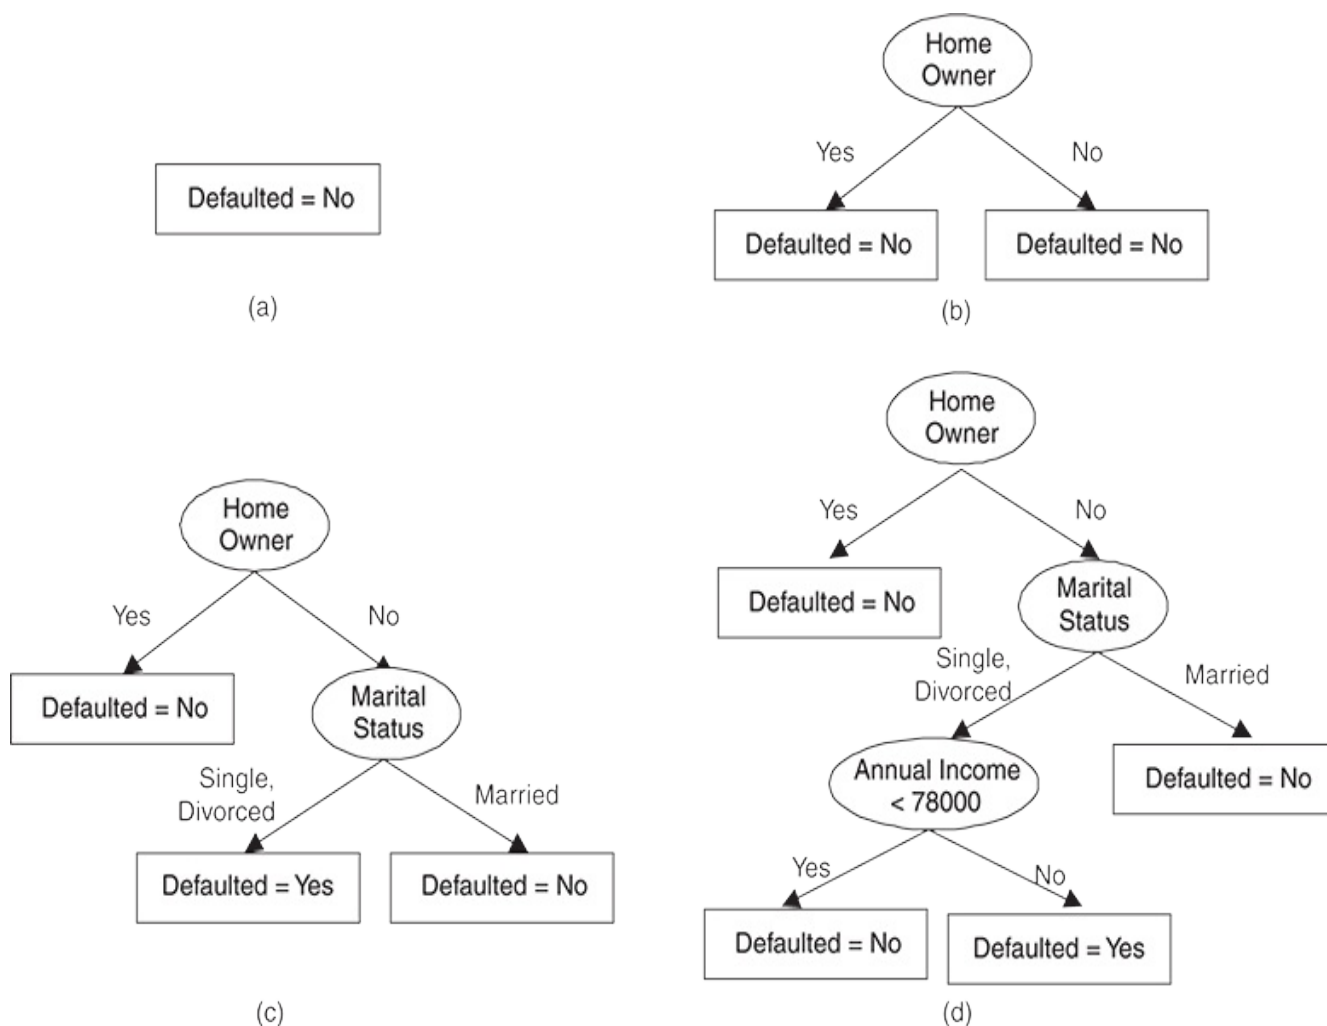 Defaulted = No
(a)
Home
Owner
Yes
No
Defaulted = No
Defaulted = No
(b)
Home
Owner
Yes
No
Defaulted = No
Marital
Status
Single,
Divorced
Married
Defaulted = Yes
Defaulted = No
(c)
Home
Owner
Yes
No
Defaulted = No
Marital
Status
Single,
Divorced
Married
Annual Income
< 78000
Defaulted = No
Yes
No
Defaulted = No
Defaulted = Yes
(d)